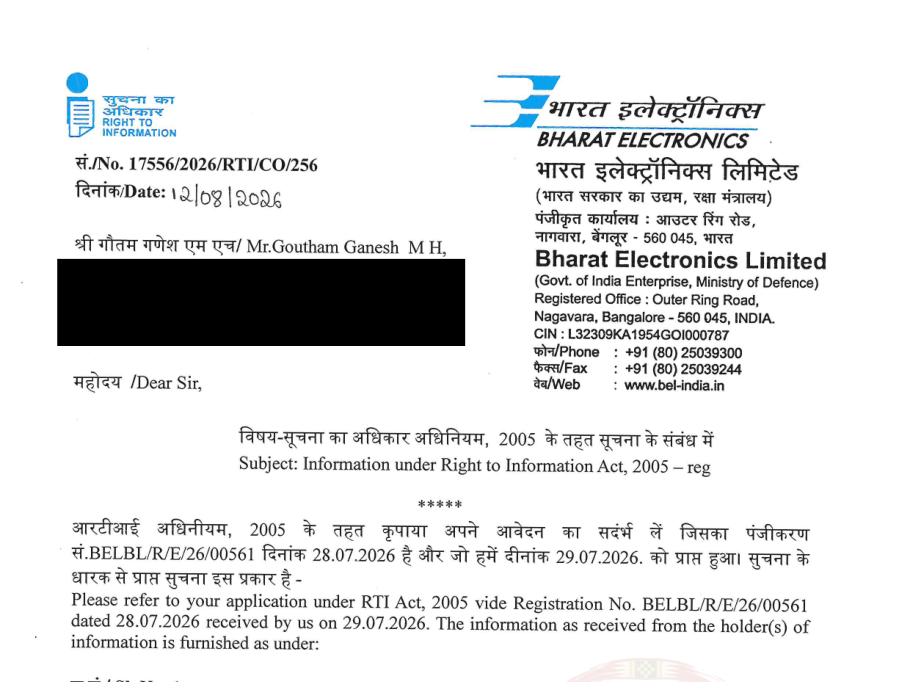 सूचना का
अधिकार
RIGHT TO
INFORMATION
भारत इलेक्ट्रॉनिक्स
BHARAT ELECTRONICS
सं./No. 17556/2026/RTI/CO/256
दिनांक/Date: 12/08/2026
भारत इलेक्ट्रॉनिक्स लिमिटेड
(भारत सरकार का उद्यम, रक्षा मंत्रालय)
पंजीकृत कार्यालय : आउटर रिंग रोड,
नागवारा, बेंगलूर - 560 045, भारत
Bharat Electronics Limited
(Govt. of India Enterprise, Ministry of Defence)
Registered Office : Outer Ring Road,
Nagavara, Bangalore - 560 045, INDIA.
CIN : L32309KA1954GOI000787
फोन/Phone : +91 (80) 25039300
फैक्स/Fax : +91 (80) 25039244
वेब/Web : www.bel-india.in
श्री गौतम गणेश एम एच/ Mr.Goutham Ganesh M H,
महोदय /Dear Sir,
विषय-सूचना का अधिकार अधिनियम, 2005 के तहत सूचना के संबंध में
Subject: Information under Right to Information Act, 2005 – reg
*****
आरटीआई अधिनीयम, 2005 के तहत कृपाया अपने आवेदन का सदंर्भ लें जिसका पंजीकरण
सं.BELBL/R/E/26/00561 दिनांक 28.07.2026 है और जो हमें दीनांक 29.07.2026. को प्राप्त हुआ। सुचना के
धारक से प्राप्त सुचना इस प्रकार है -
Please refer to your application under RTI Act, 2005 vide Registration No. BELBL/R/E/26/00561
dated 28.07.2026 received by us on 29.07.2026. The information as received from the holder(s) of
information is furnished as under: